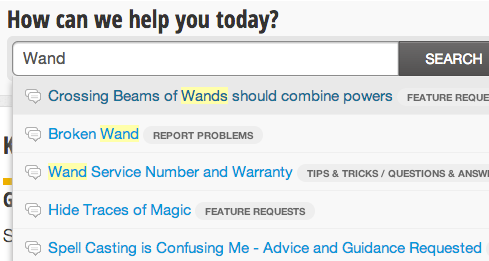 How can we help you today?
Wand SEARCH
Crossing Beams of Wands should combine powers FEATURE REQUE
Broken Wand REPORT PROBLEMS
Wand Service Number and Warranty TIPS & TRICKS / QUESTIONS & ANSW
Hide Traces of Magic FEATURE REQUESTS
Spell Casting is Confusing Me - Advice and Guidance Requested